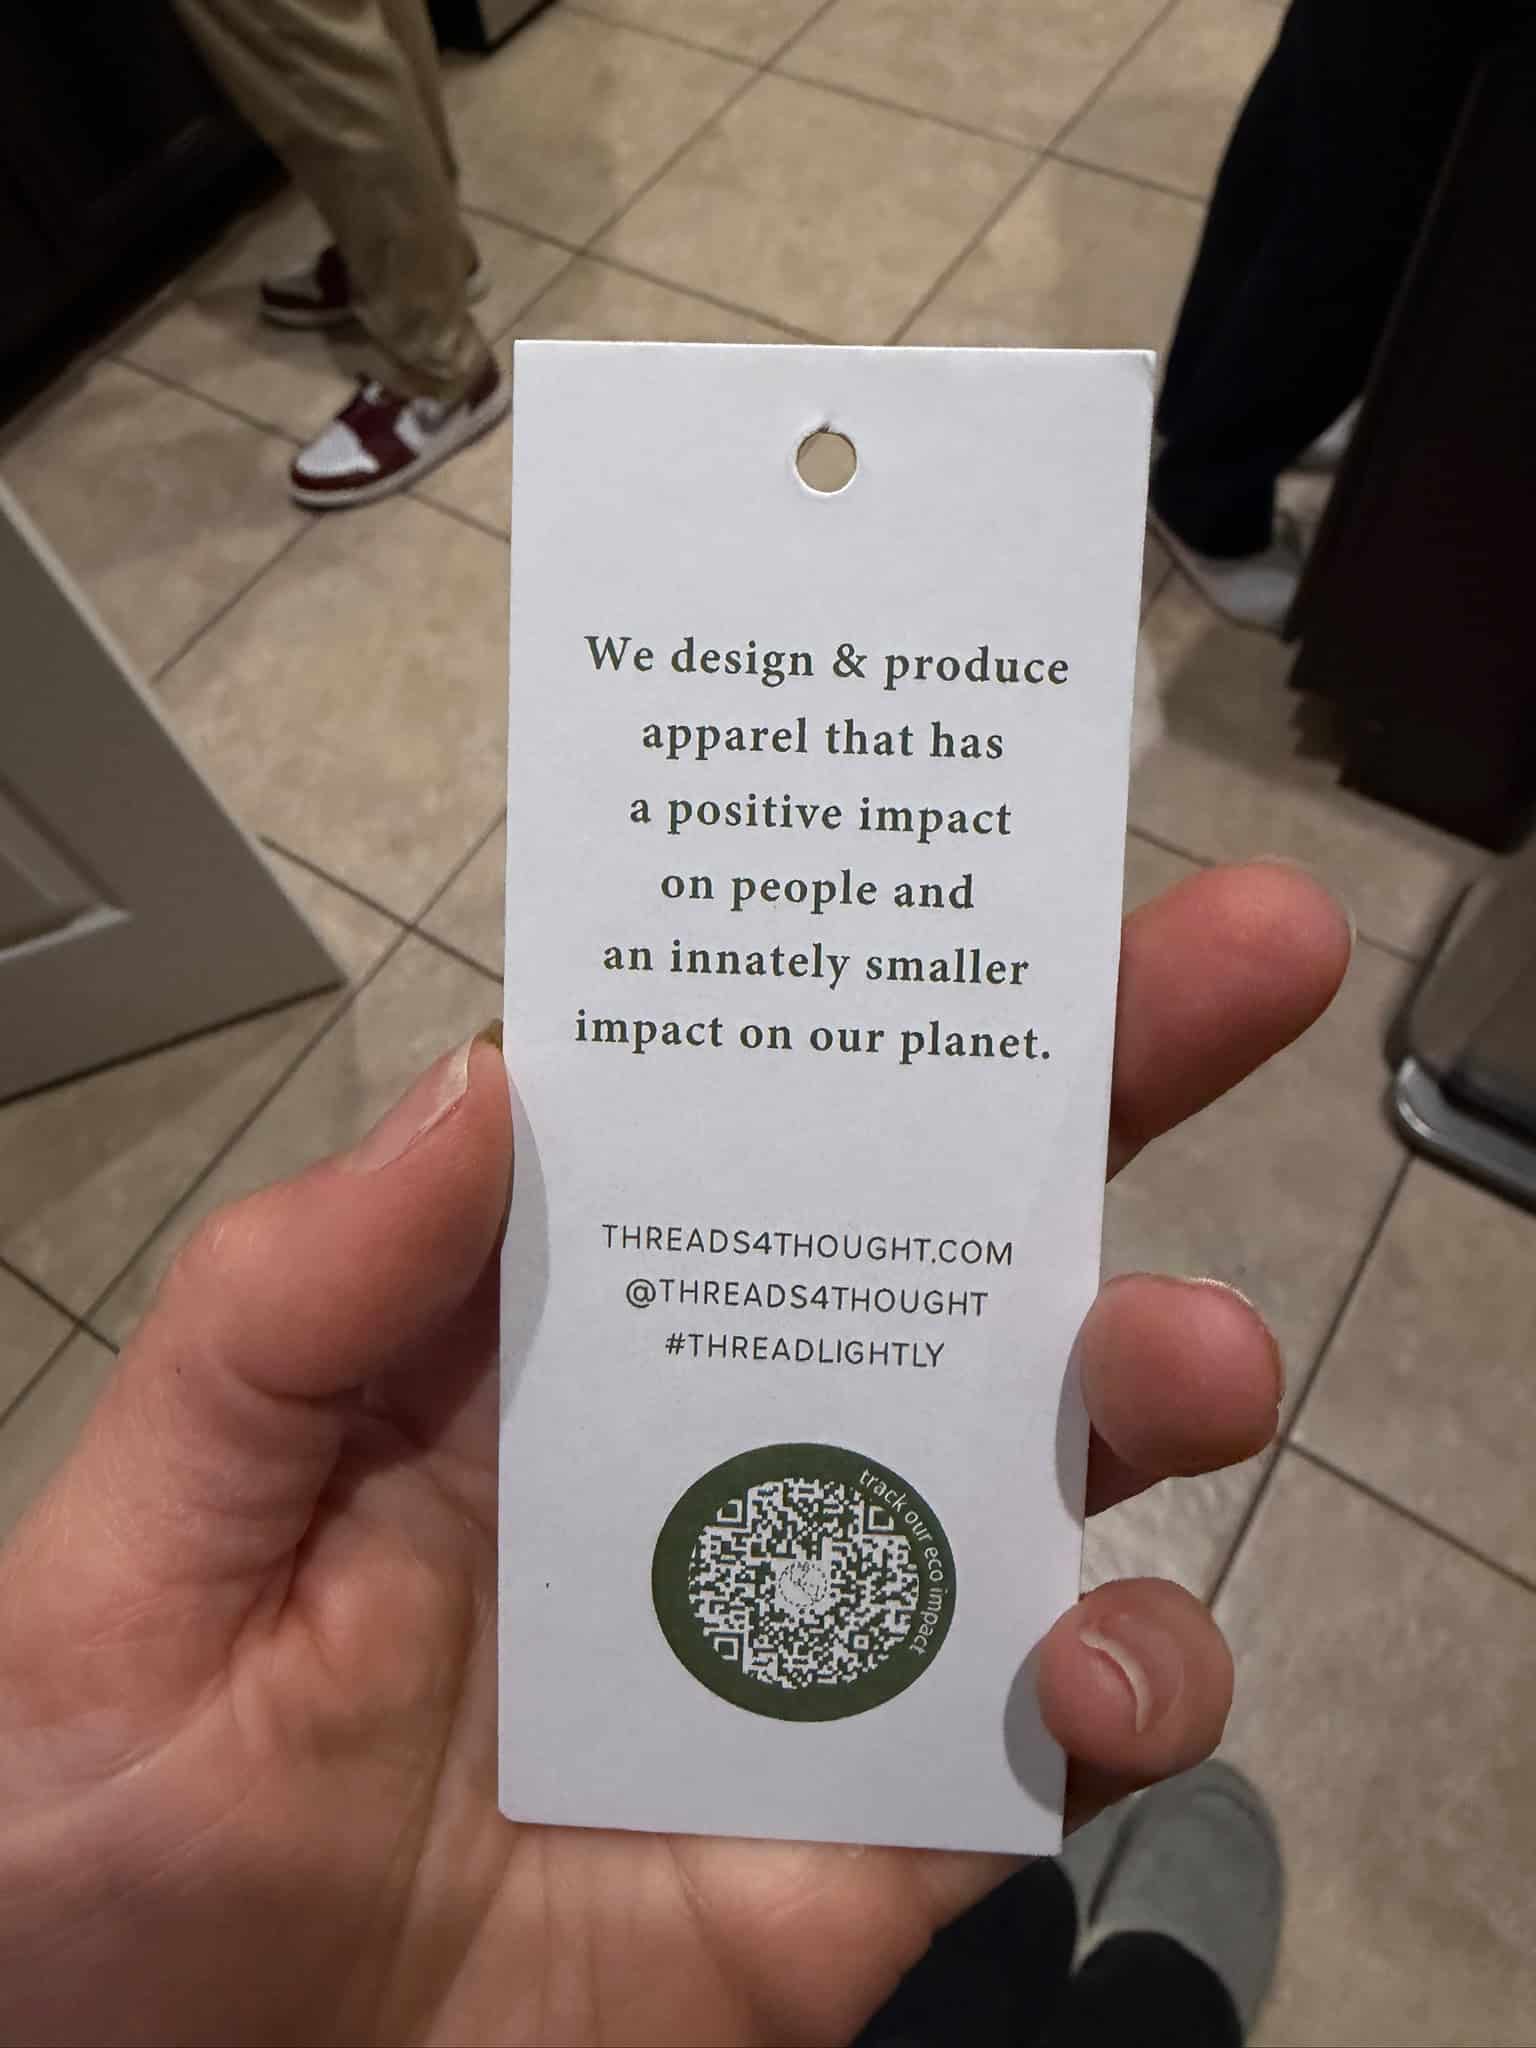 We design & produce
apparel that has
a positive impact
on people and
an innately smaller
impact on our planet.
THREADS4THOUGHT.COM
@THREADS4THOUGHT
#THREADLIGHTLY
track our eco impact